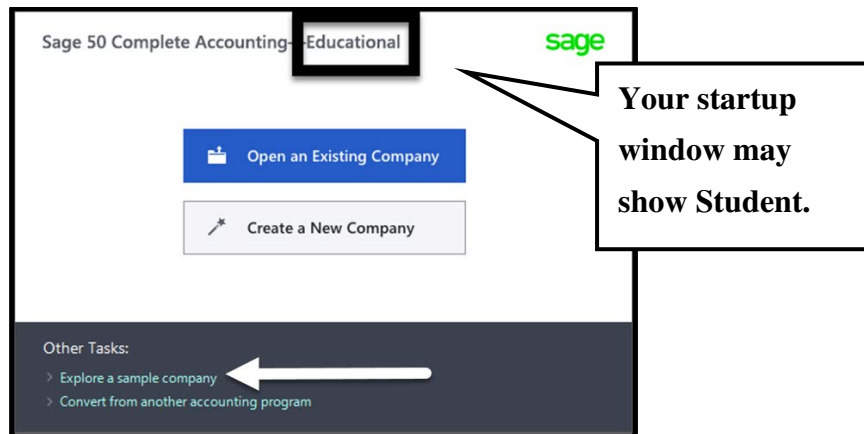 Sage 50 Complete Accounting--Educational
sage
Your startup
window may
show Student.
Open an Existing Company
Create a New Company
Other Tasks:
> Explore a sample company
> Convert from another accounting program